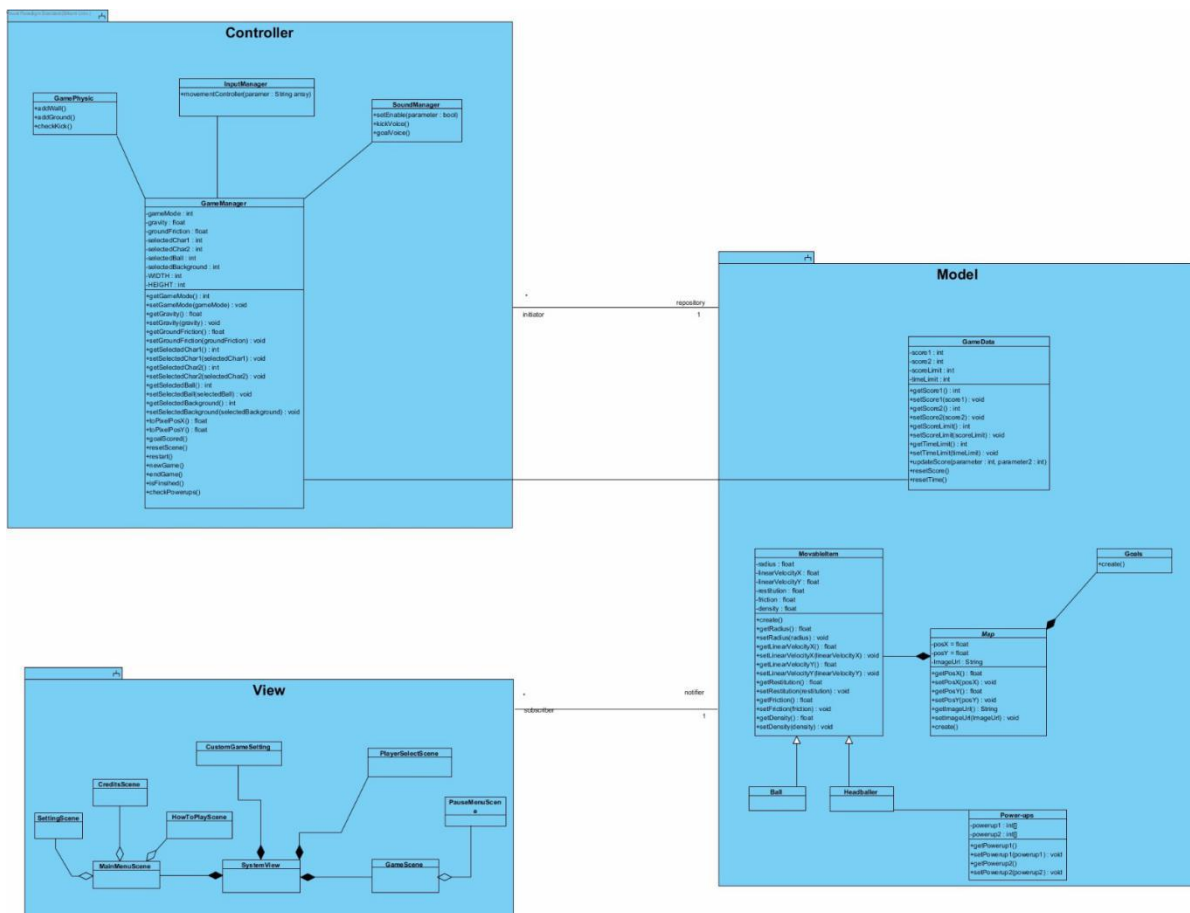 Controller
GamePhysic
+addWall()
+addGround()
+checkKick()
InputManager
+movementController(paramer : String array)
SoundManager
+setEnable(parameter : bool)
+kickVoice()
+goalVoice()
GameManager
-gameMode : int
-gravity : float
-groundFriction : float
-selectedChar1 : int
-selectedChar2 : int
-selectedBall : int
-selectedBackground : int
-WIDTH : int
-HEIGHT : int
+getGameMode() : int
+setGameMode(gameMode) : void
+getGravity() : float
+setGravity(gravity) : void
+getGroundFriction() : float
+setGroundFriction(groundFriction) : void
+getSelectedChar1() : int
+setSelectedChar1(selectedChar1) : void
+getSelectedChar2() : int
+setSelectedChar2(selectedChar2) : void
+getSelectedBall() : int
+setSelectedBall(selectedBall) : void
+getSelectedBackground() : int
+setSelectedBackground(selectedBackground) : void
+toPixelPosX() : float
+toPixelPosY() : float
+goalScored()
+resetScene()
+restart()
+newGame()
+endGame()
+isFinished()
+checkPowerups()
*
initiator
repository
1
Model
GameData
-score1 : int
-score2 : int
-scoreLimit : int
-timeLimit : int
+getScore1() : int
+setScore1(score1) : void
+getScore2() : int
+setScore2(score2) : void
+getScoreLimit() : int
+setScoreLimit(scoreLimit) : void
+getTimeLimit() : int
+setTimeLimit(timeLimit) : void
+updateScore(parameter : int, parameter2 : int)
+resetScore()
+resetTime()
MovableItem
-radius : float
-linearVelocityX : float
-linearVelocityY : float
-restitution : float
-friction : float
-density : float
+create()
+getRadius() : float
+setRadius(radius) : void
+getLinearVelocityX() : float
+setLinearVelocityX(linearVelocityX) : void
+getLinearVelocityY() : float
+setLinearVelocityY(linearVelocityY) : void
+getRestitution() : float
+setRestitution(restitution) : void
+getFriction() : float
+setFriction(friction) : void
+getDensity() : float
+setDensity(density) : void
Goals
+create()
Map
-posX = float
-posY = float
-ImageUrl : String
+getPosX() : float
+setPosX(posX) : void
+getPosY() : float
+setPosY(posY) : void
+getImageUrl() : String
+setImageUrl(ImageUrl) : void
+create()
Ball
Headballer
Power-ups
-powerup1 : int[]
-powerup2 : int[]
+getPowerup1()
+setPowerup1(powerup1) : void
+getPowerup2()
+setPowerup2(powerup2) : void
*
subscriber
notifier
1
View
CustomGameSetting
PlayerSelectScene
CreditsScene
PauseMenuScen
e
SettingScene
HowToPlayScene
MainMenuScene
SystemView
GameScene